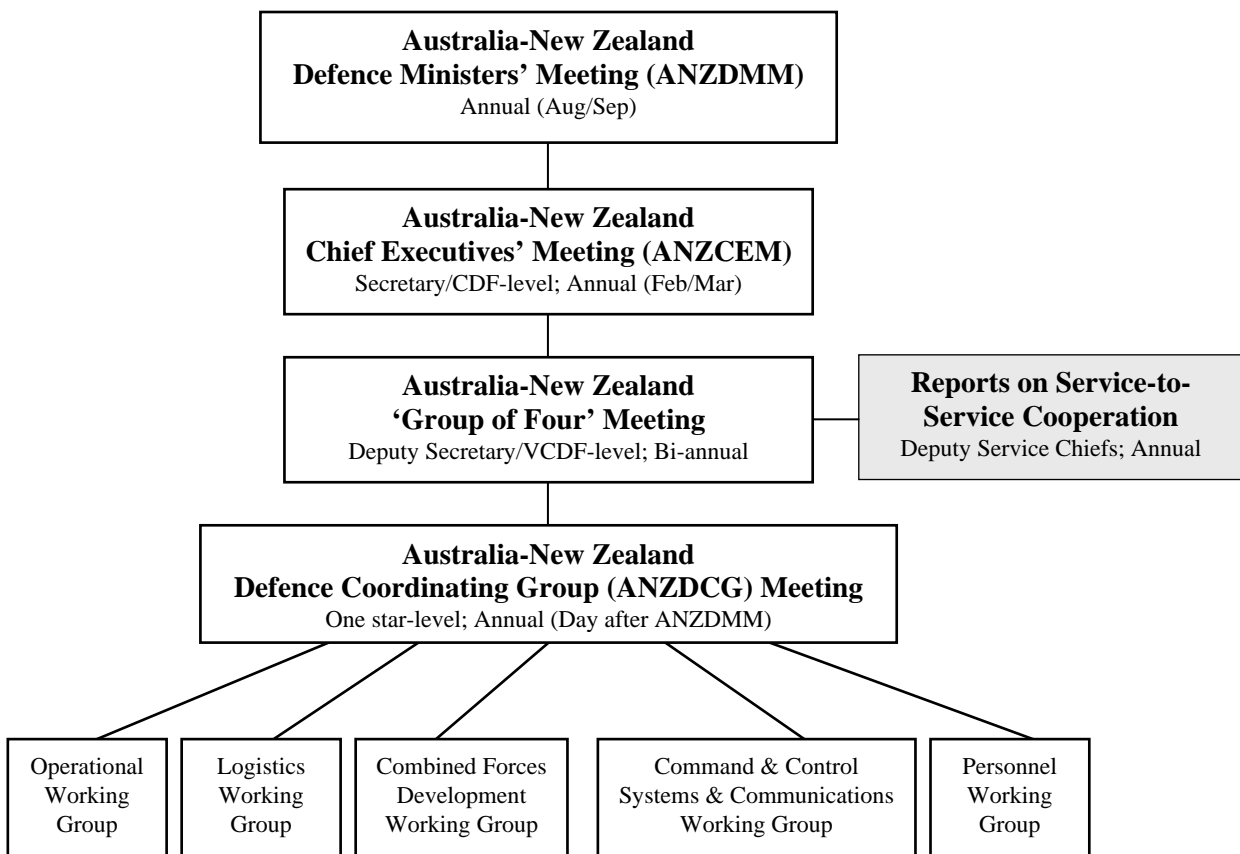 Australia-New Zealand
Defence Ministers’ Meeting (ANZDMM)
Annual (Aug/Sep)
Australia-New Zealand
Chief Executives’ Meeting (ANZCEM)
Secretary/CDF-level; Annual (Feb/Mar)
Australia-New Zealand
‘Group of Four’ Meeting
Deputy Secretary/VCDF-level; Bi-annual
Reports on Service-to-
Service Cooperation
Deputy Service Chiefs; Annual
Australia-New Zealand
Defence Coordinating Group (ANZDCG) Meeting
One star-level; Annual (Day after ANZDMM)
Operational
Working
Group
Logistics
Working
Group
Combined Forces
Development
Working Group
Command & Control
Systems & Communications
Working Group
Personnel
Working
Group